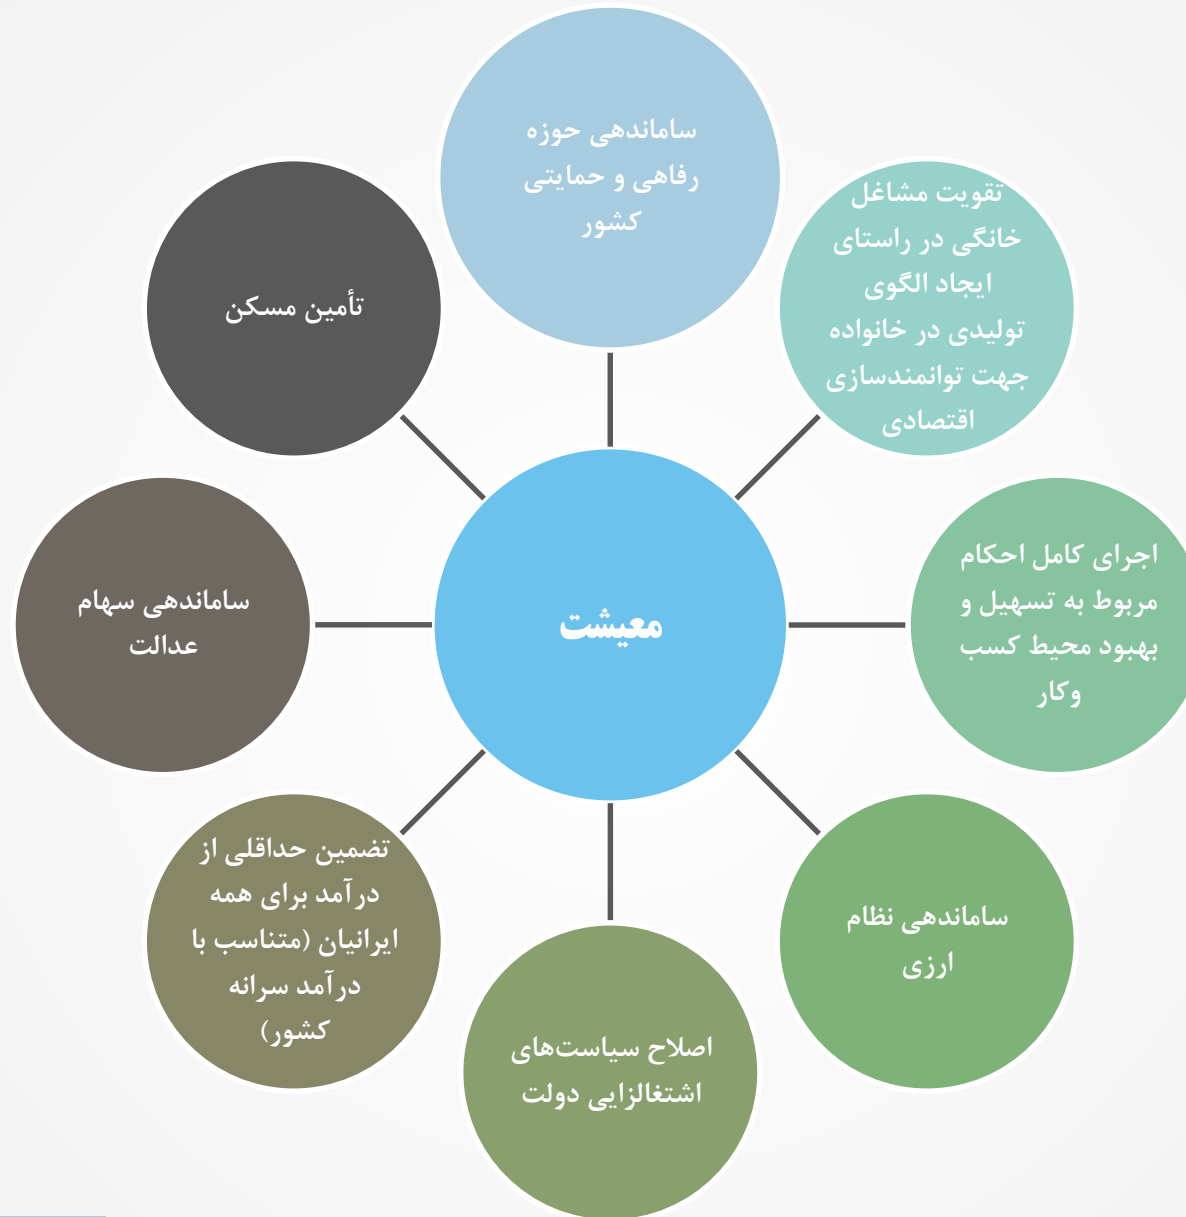 ساماندهی حوزه
رفاهی و حمایتی
کشور
تقویت مشاغل
خانگی در راستای
ایجاد الگوی
تولیدی در خانواده
جهت توانمندسازی
اقتصادی
تأمین مسکن
اجرای کامل احکام
مربوط به تسهیل و
بهبود محیط کسب
وکار
معیشت
ساماندهی سهام
عدالت
ساماندهی نظام
ارزی
تضمین حداقلی از
درآمد برای همه
ایرانیان (متناسب با
درآمد سرانه
کشور)
اصلاح سیاست‌های
اشتغالزایی دولت